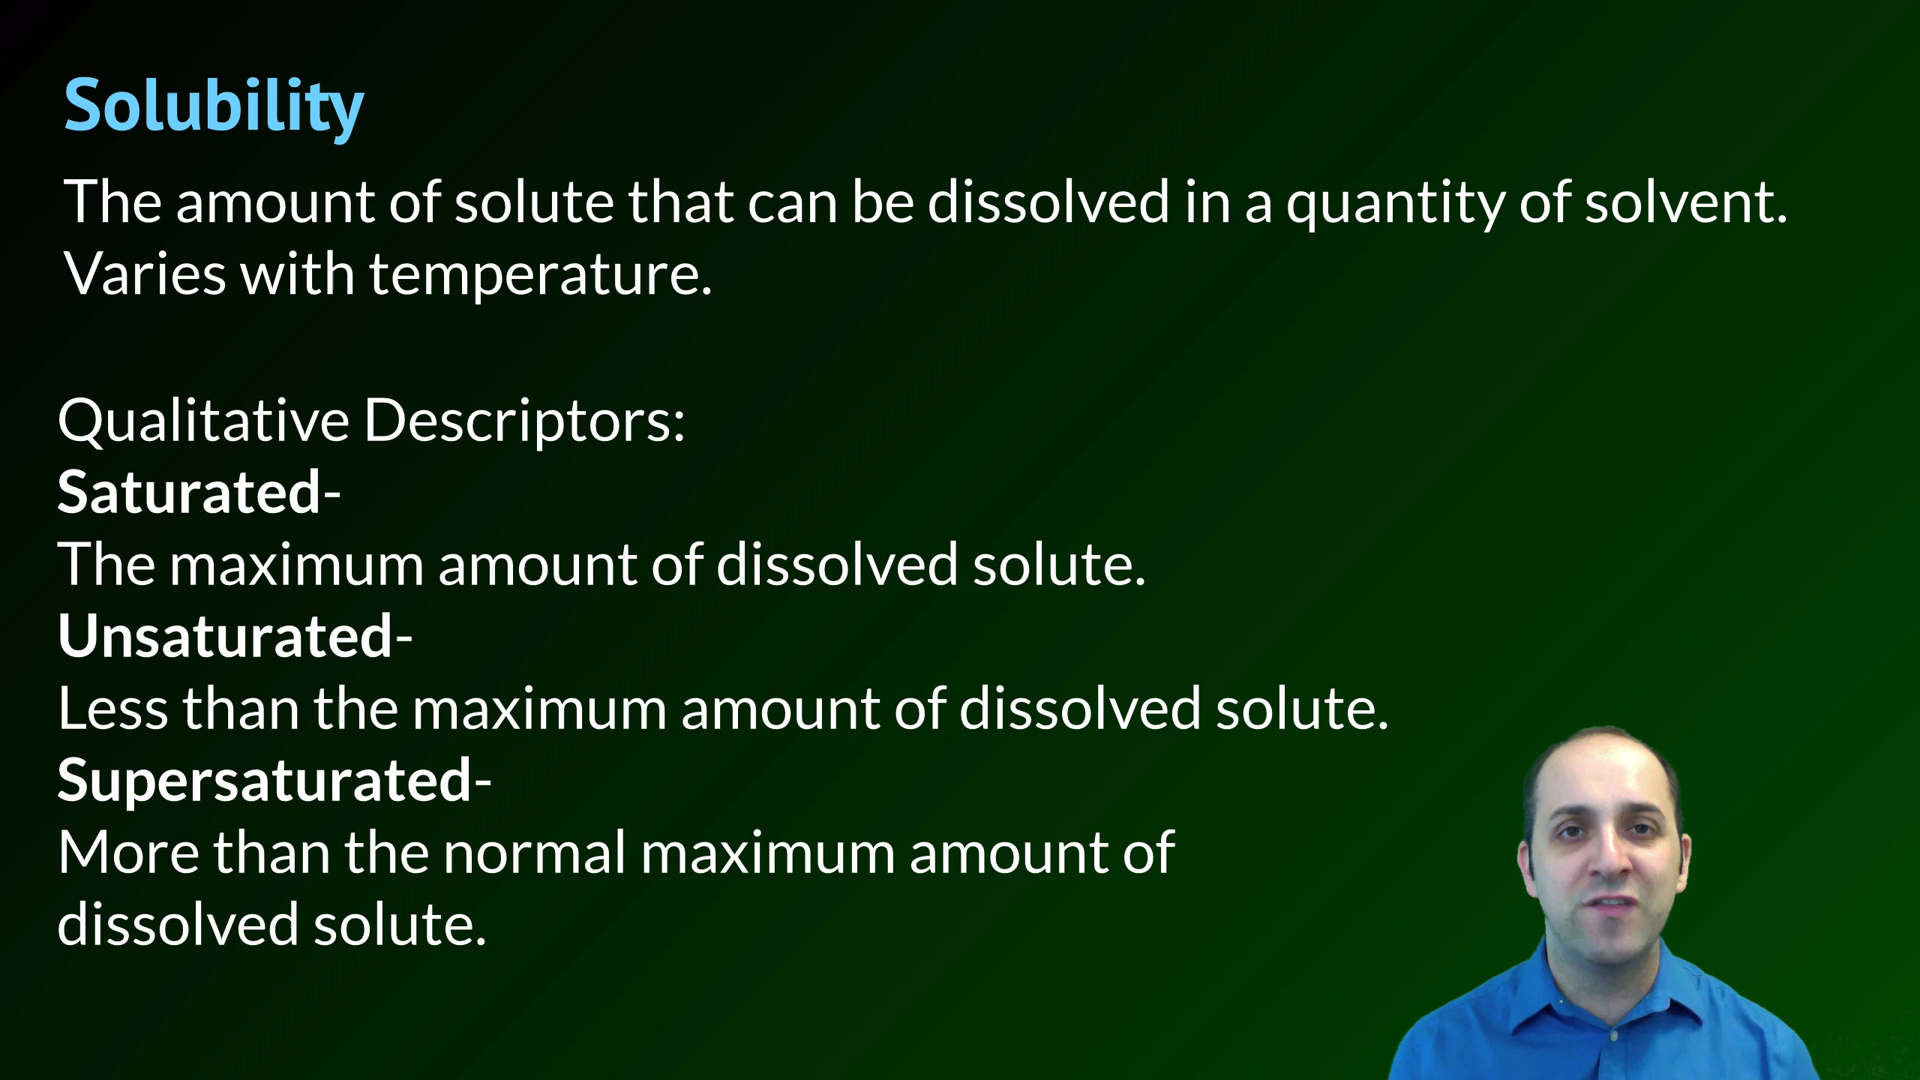 Solubility
The amount of solute that can be dissolved in a quantity of solvent.
Varies with temperature.
Qualitative Descriptors:
Saturated-
The maximum amount of dissolved solute.
Unsaturated-
Less than the maximum amount of dissolved solute.
Supersaturated-
More than the normal maximum amount of
dissolved solute.